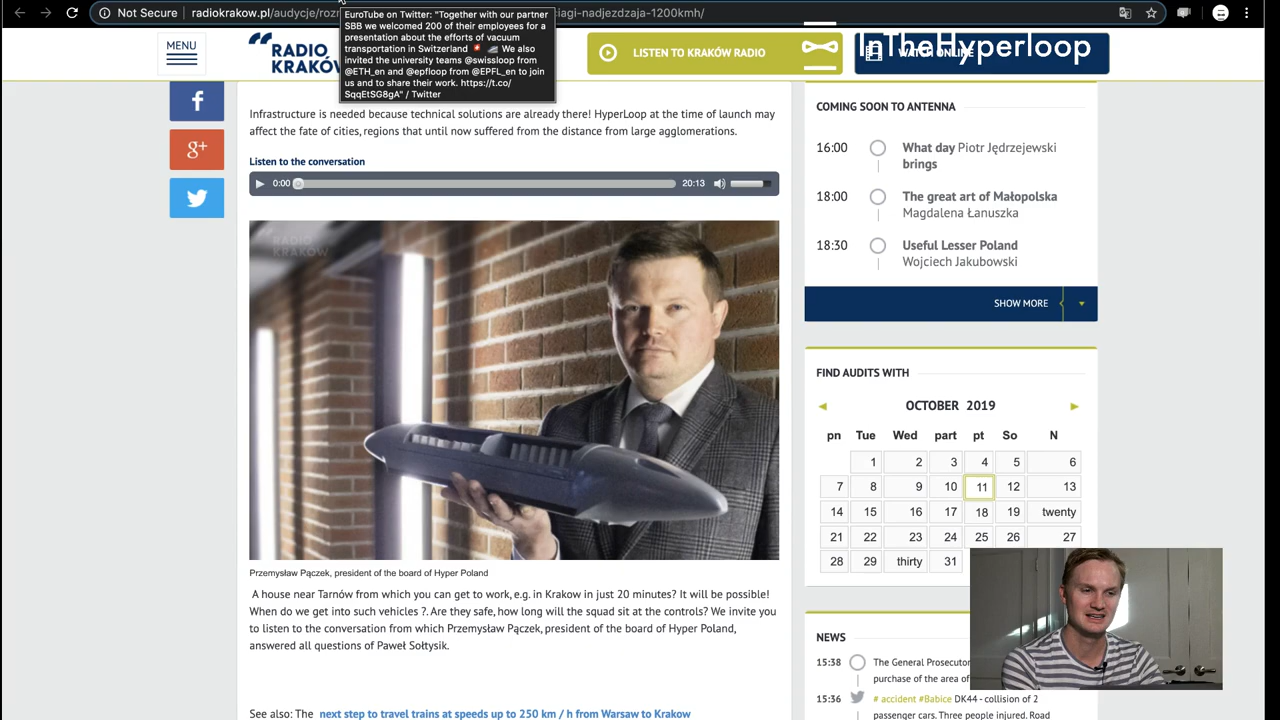 Not Secure
radiokrakow.pl/audycje/rozm
iagi-nadjezdzaja-1200kmh/
EuroTube on Twitter: "Together with our partner
SBB we welcomed 200 of their employees for a
presentation about the efforts of vacuum
transportation in Switzerland 🇨🇭 🚄 We also
invited the university teams @swissloop from
@ETH_en and @epfloop from @EPFL_en to join
us and to share their work. https://t.co/
SqqEtSG8gA" / Twitter
MENU
RADIO
KRAKÓW
LISTEN TO KRAKÓW RADIO
WATCH ONLINE
InTheHyperloop
Infrastructure is needed because technical solutions are already there! HyperLoop at the time of launch may
affect the fate of cities, regions that until now suffered from the distance from large agglomerations.
Listen to the conversation
0:00
20:13
RADIO
KRAKÓW
Przemysław Pączek, president of the board of Hyper Poland
A house near Tarnów from which you can get to work, e.g. in Krakow in just 20 minutes? It will be possible!
When do we get into such vehicles ?. Are they safe, how long will the squad sit at the controls? We invite you
to listen to the conversation from which Przemysław Pączek, president of the board of Hyper Poland,
answered all questions of Paweł Sołtysik.
See also: The next step to travel trains at speeds up to 250 km / h from Warsaw to Krakow
COMING SOON TO ANTENNA
16:00 What day Piotr Jędrzejewski
brings
18:00 The great art of Małopolska
Magdalena Łanuszka
18:30 Useful Lesser Poland
Wojciech Jakubowski
SHOW MORE
FIND AUDITS WITH
OCTOBER 2019
pn Tue Wed part pt So N
1 2 3 4 5 6
7 8 9 10 11 12 13
14 15 16 17 18 19 twenty
21 22 23 24 25 26 27
28 29 thirty 31
NEWS
15:38 The General Prosecutor
purchase of the area of
15:36 # accident #Babice DK44 - collision of 2
passenger cars. Three people injured. Road